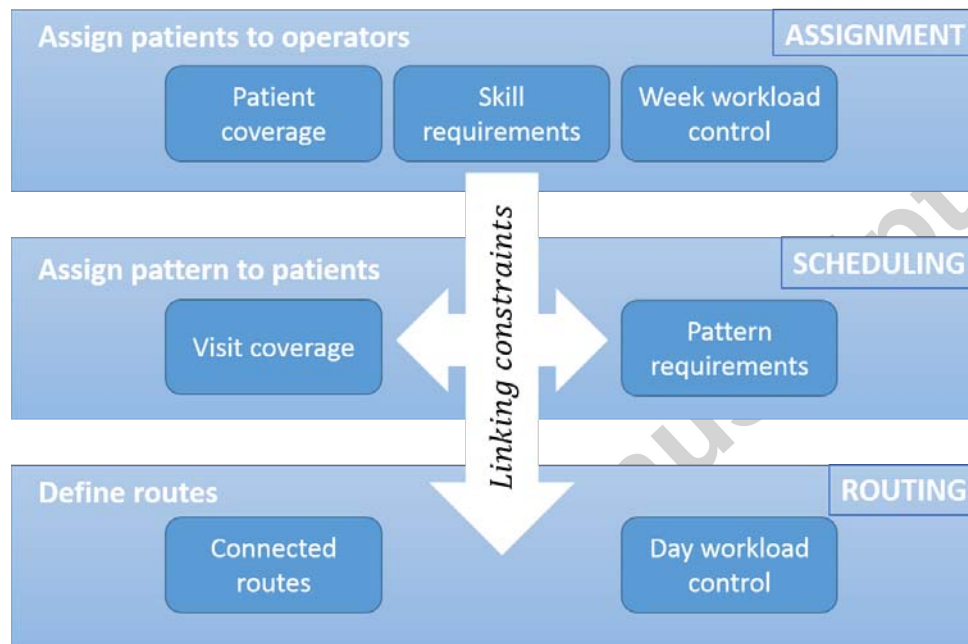 Assign patients to operators
ASSIGNMENT
Patient
coverage
Skill
requirements
Week workload
control
Linking constraints
Assign pattern to patients
SCHEDULING
Visit coverage
Pattern
requirements
Define routes
ROUTING
Connected
routes
Day workload
control